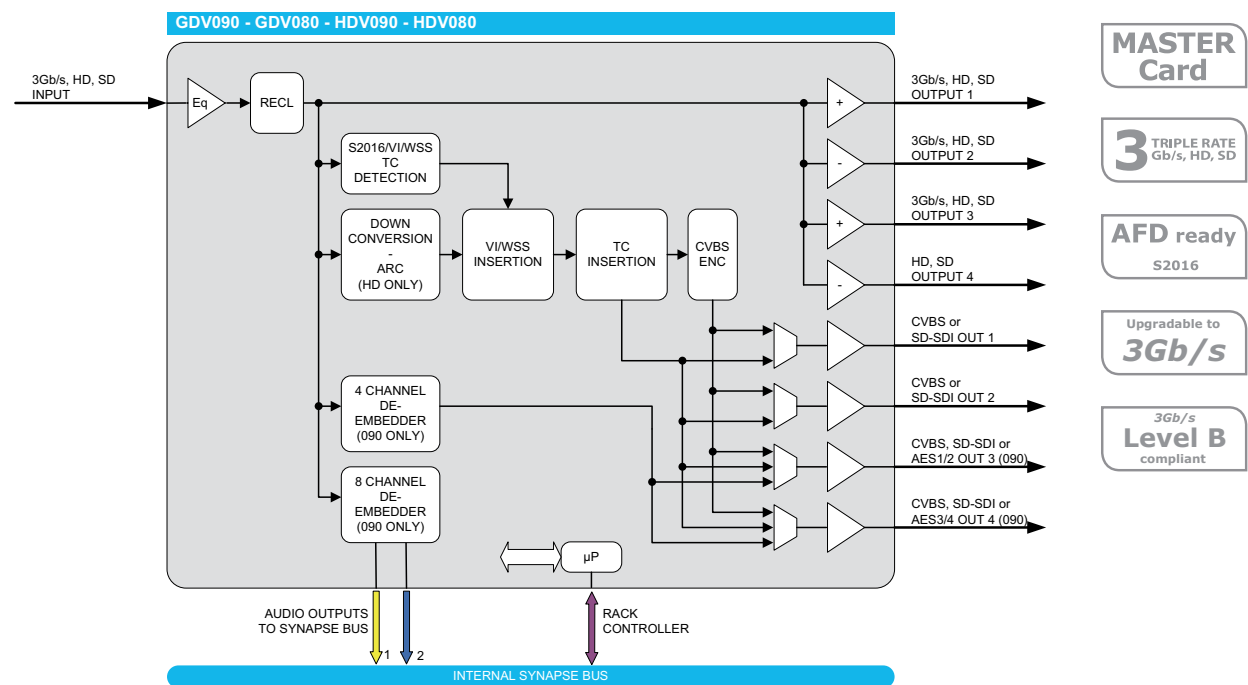 GDV090 - GDV080 - HDV090 - HDV080
3Gb/s, HD, SD
INPUT
Eq
RECL
S2016/VI/WSS
TC
DETECTION
DOWN
CONVERSION
-
ARC
(HD ONLY)
VI/WSS
INSERTION
TC
INSERTION
CVBS
ENC
4 CHANNEL
DE-
EMBEDDER
(090 ONLY)
8 CHANNEL
DE-
EMBEDDER
(090 ONLY)
µP
+
-
+
-
3Gb/s, HD, SD
OUTPUT 1
3Gb/s, HD, SD
OUTPUT 2
3Gb/s, HD, SD
OUTPUT 3
HD, SD
OUTPUT 4
CVBS or
SD-SDI OUT 1
CVBS or
SD-SDI OUT 2
CVBS, SD-SDI or
AES1/2 OUT 3 (090)
CVBS, SD-SDI or
AES3/4 OUT 4 (090)
AUDIO OUTPUTS
TO SYNAPSE BUS
1
2
RACK
CONTROLLER
INTERNAL SYNAPSE BUS
MASTER
Card
3 TRIPLE RATE
Gb/s, HD, SD
AFD ready
S2016
Upgradable to
3Gb/s
3Gb/s
Level B
compliant